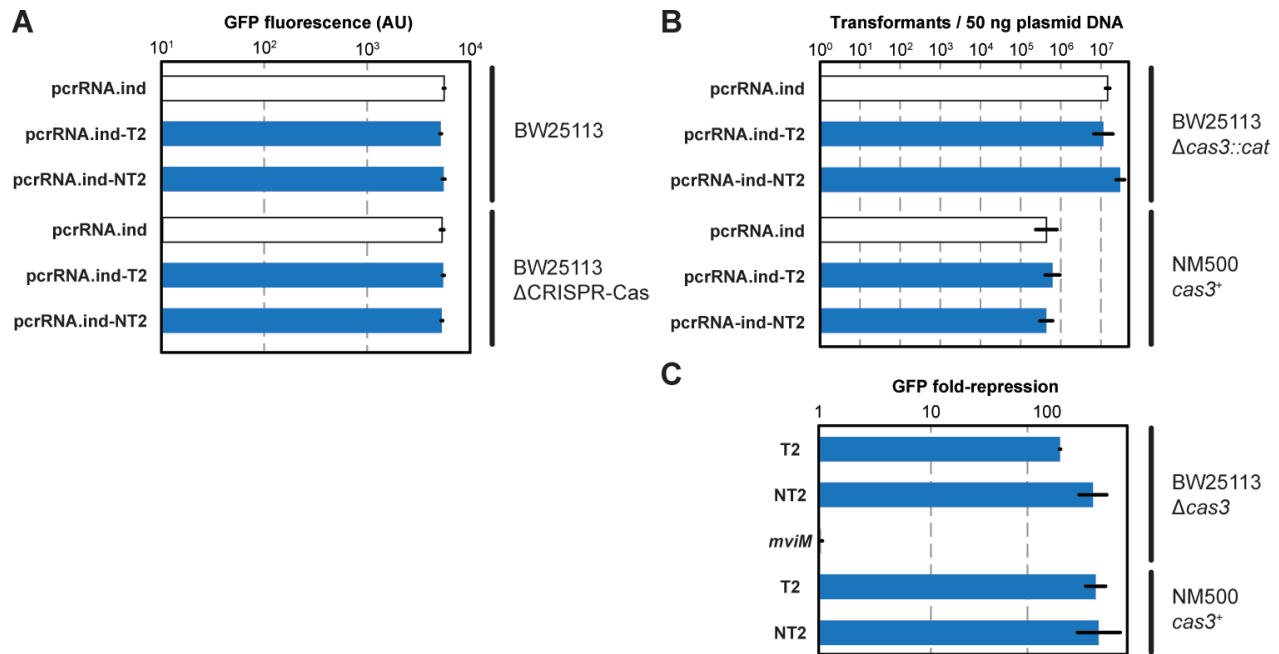 A
GFP fluorescence (AU)
10¹ 10² 10³ 10⁴
pcrRNA.ind
pcrRNA.ind-T2
pcrRNA.ind-NT2
BW25113
pcrRNA.ind
pcrRNA.ind-T2
pcrRNA.ind-NT2
BW25113
ΔCRISPR-Cas
B
Transformants / 50 ng plasmid DNA
10⁰ 10¹ 10² 10³ 10⁴ 10⁵ 10⁶ 10⁷
pcrRNA.ind
pcrRNA.ind-T2
pcrRNA-ind-NT2
BW25113
Δcas3::cat
pcrRNA.ind
pcrRNA.ind-T2
pcrRNA-ind-NT2
NM500
cas3⁺
C
GFP fold-repression
1 10 100
T2
NT2
mviM
BW25113
Δcas3
T2
NT2
NM500
cas3⁺